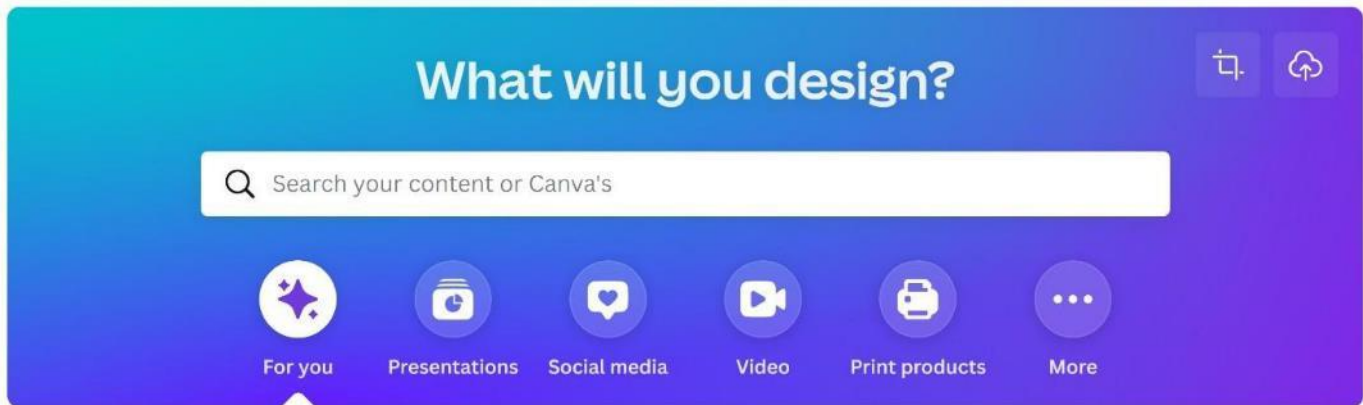 What will you design?
Search your content or Canva's
For you
Presentations
Social media
Video
Print products
More